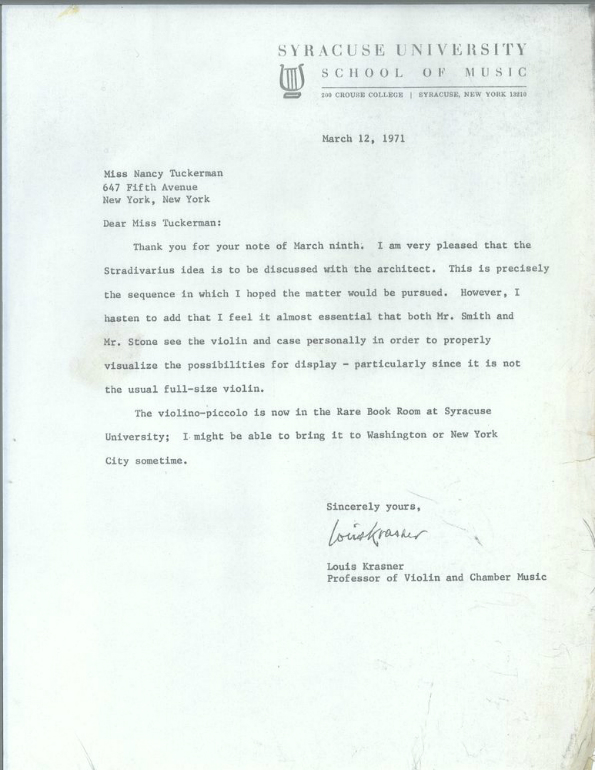 SYRACUSE UNIVERSITY
SCHOOL OF MUSIC
200 CROUSE COLLEGE | SYRACUSE, NEW YORK 13210
March 12, 1971
Miss Nancy Tuckerman
647 Fifth Avenue
New York, New York
Dear Miss Tuckerman:
Thank you for your note of March ninth. I am very pleased that the
Stradivarius idea is to be discussed with the architect. This is precisely
the sequence in which I hoped the matter would be pursued. However, I
hasten to add that I feel it almost essential that both Mr. Smith and
Mr. Stone see the violin and case personally in order to properly
visualize the possibilities for display - particularly since it is not
the usual full-size violin.
The violino-piccolo is now in the Rare Book Room at Syracuse
University; I might be able to bring it to Washington or New York
City sometime.
Sincerely yours,
Louis Krasner
Louis Krasner
Professor of Violin and Chamber Music